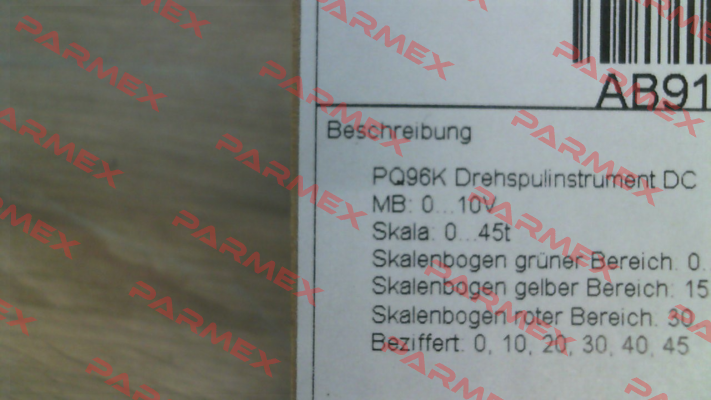 AB91
Beschreibung
PQ96K Drehspulinstrument DC
MB: 0...10V
Skala: 0...45t
Skalenbogen grüner Bereich: 0.
Skalenbogen gelber Bereich: 15
Skalenbogen roter Bereich: 30
Beziffert: 0, 10, 20, 30, 40, 45
PARMEX